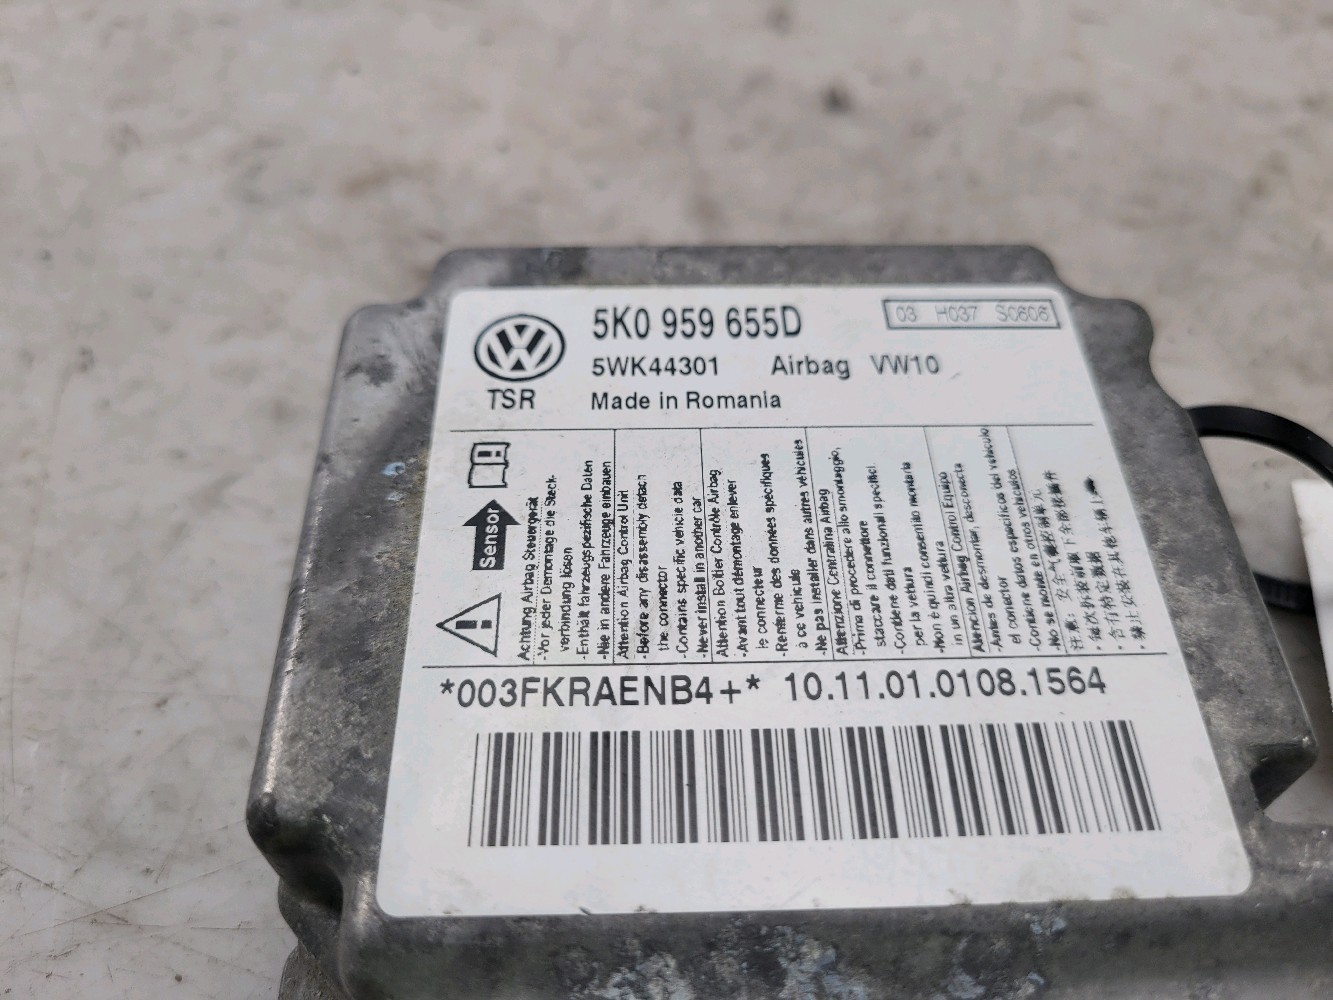 5K0 959 655D
03 H037 S0606
5WK44301 Airbag VW10
TSR
Made in Romania
Sensor
Achtung Airbag Steuergerät
-Vor jeder Demontage die Steck-
verbindung lösen
-Enthält fahrzeugspezifische Daten
-Nie in andere Fahrzeuge einbauen
Attention Airbag Control Unit
-Before any disassembly detach
the connector
-Contains specific vehicle data
-Never install in another car
Attention Boîtier Contrôle Airbag
-Avant tout démontage enlever
le connecteur
-Renferme des données spécifiques
à ce véhicule
-Ne pas installer dans autres véhicules
Attenzione Centralina Airbag
-Prima di procedere allo smontaggio,
staccare il connettore
-Contiene dati funzionali specifici
per la vettura
-Non è quindi consentito montarla
in un altra vettura
Atención Airbag Control Equipo
-Antes de desmontar, desconecta
el conector
-Contiene datos específicos del vehículo
-No se monte en otros vehículos
*003FKRAENB4+* 10.11.01.0108.1564